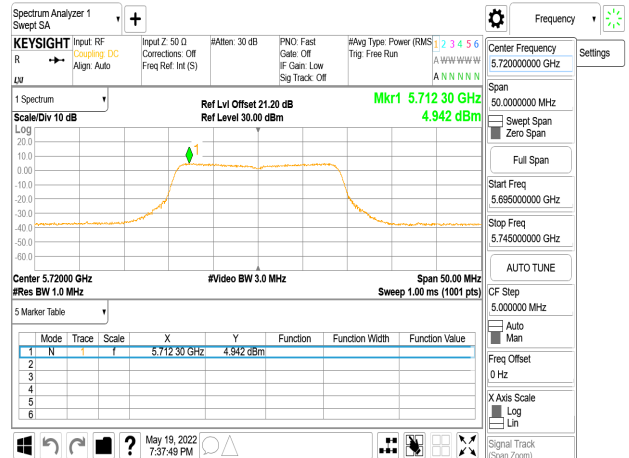 Spectrum Analyzer 1
Swept SA
Frequency
KEYSIGHT
R
LXI
Input: RF
Coupling: DC
Align: Auto
Input Z: 50 Ω
Corrections: Off
Freq Ref: Int (S)
#Atten: 30 dB
PNO: Fast
Gate: Off
IF Gain: Low
Sig Track: Off
#Avg Type: Power (RMS
Trig: Free Run
1 2 3 4 5 6
A W W W W W
A N N N N N
Center Frequency
5.720000000 GHz
Settings
Span
50.0000000 MHz
Swept Span
Zero Span
Full Span
Start Freq
5.695000000 GHz
Stop Freq
5.745000000 GHz
AUTO TUNE
CF Step
5.000000 MHz
Auto
Man
Freq Offset
0 Hz
X Axis Scale
Log
Lin
Signal Track
(Span Zoom)
1 Spectrum
Scale/Div 10 dB
Ref Lvl Offset 21.20 dB
Ref Level 30.00 dBm
Mkr1 5.712 30 GHz
4.942 dBm
Log
20.0
10.0
0.00
-10.0
-20.0
-30.0
-40.0
-50.0
-60.0
1
Center 5.72000 GHz
#Res BW 1.0 MHz
#Video BW 3.0 MHz
Span 50.00 MHz
Sweep 1.00 ms (1001 pts)
5 Marker Table
Mode Trace Scale X Y Function Function Width Function Value
1 N 1 f 5.712 30 GHz 4.942 dBm
2
3
4
5
6
?
May 19, 2022
7:37:49 PM